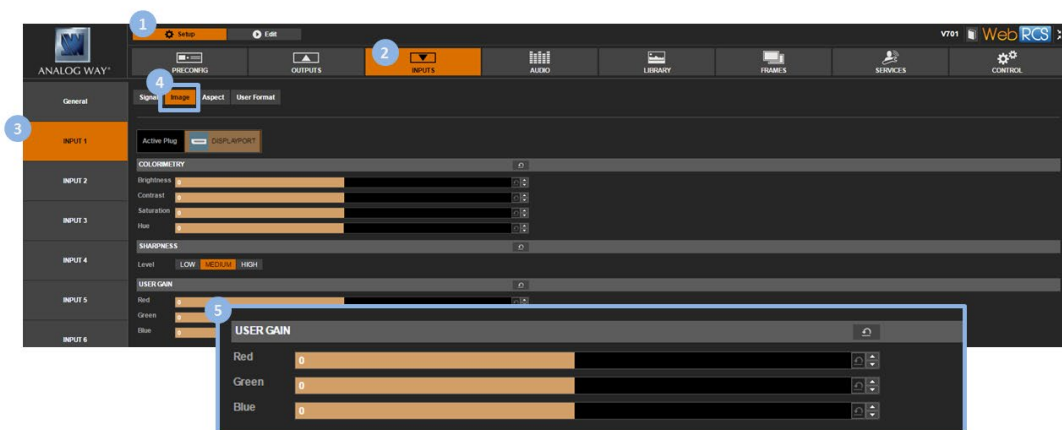 1
Setup
Edit
V701
Web RCS
ANALOG WAY®
PRECONFIG
OUTPUTS
2
INPUTS
AUDIO
LIBRARY
FRAMES
SERVICES
CONTROL
4
General
Signal
Image
Aspect
User Format
3
INPUT 1
Active Plug
DISPLAYPORT
COLORIMETRY
INPUT 2
Brightness 0
Contrast 0
INPUT 3
Saturation 0
Hue 0
SHARPNESS
INPUT 4
Level LOW MEDIUM HIGH
USER GAIN
INPUT 5
Red 0
Green 0
INPUT 6
Blue 0
5
USER GAIN
Red 0
Green 0
Blue 0